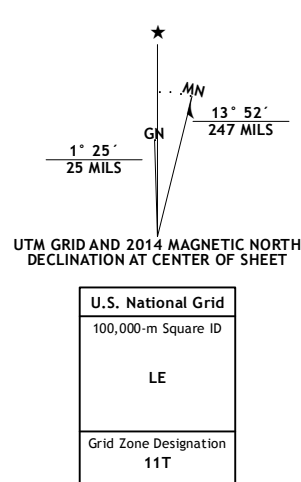 ★
MN
13° 52´
247 MILS
GN
1° 25´
25 MILS
UTM GRID AND 2014 MAGNETIC NORTH
DECLINATION AT CENTER OF SHEET
U.S. National Grid
100,000-m Square ID
LE
Grid Zone Designation
11T